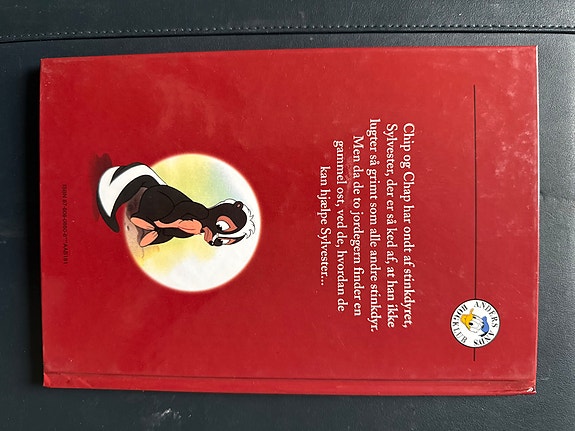 ANDERS AND'S
BOGKLUB
Chip og Chap har ondt af stinkdyret,
Sylvester, der er så ked af, at han ikke
lugter så grimt som alle andre stinkdyr.
Men da de to jordegern finder en
gammel ost, ved de, hvordan de
kan hjælpe Sylvester...